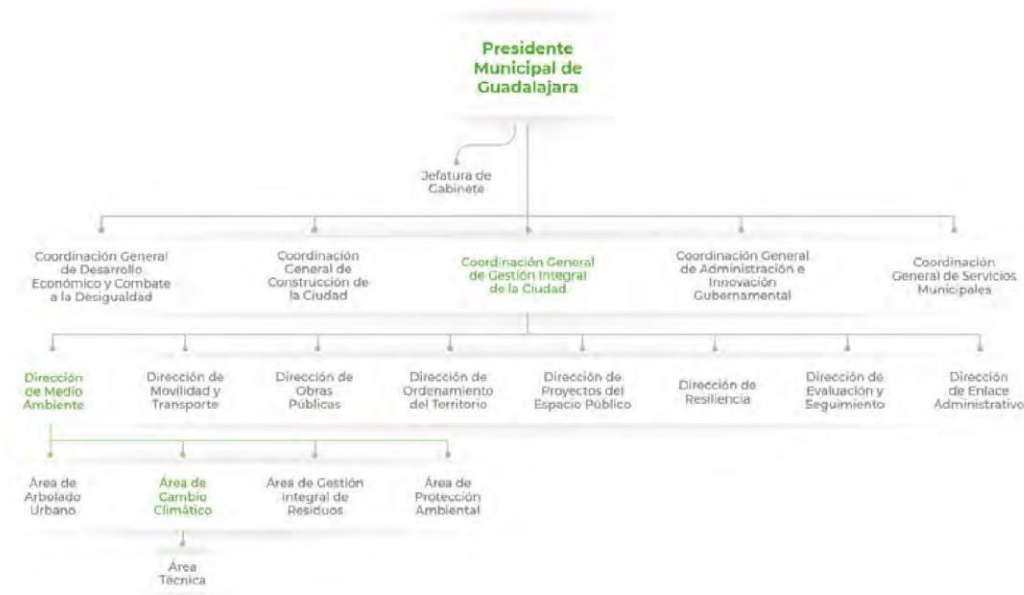 Presidente
Municipal de
Guadalajara
Jefatura de
Gabinete
Coordinación General
de Desarrollo
Económico y Combate
a la Desigualdad
Coordinación
General de
Construcción de
la Ciudad
Coordinación General
de Gestión Integral
de la Ciudad
Coordinación General
de Administración e
Innovación
Gubernamental
Coordinación
General de Servicios
Municipales
Dirección
de Medio
Ambiente
Dirección de
Movilidad y
Transporte
Dirección de
Obras
Públicas
Dirección de
Ordenamiento
del Territorio
Dirección de
Proyectos del
Espacio Público
Dirección de
Resiliencia
Dirección de
Evaluación y
Seguimiento
Dirección
de Enlace
Administrativo
Área de
Arbolado
Urbano
Área de
Cambio
Climático
Área de Gestión
Integral de
Residuos
Área de
Protección
Ambiental
Área
Técnica